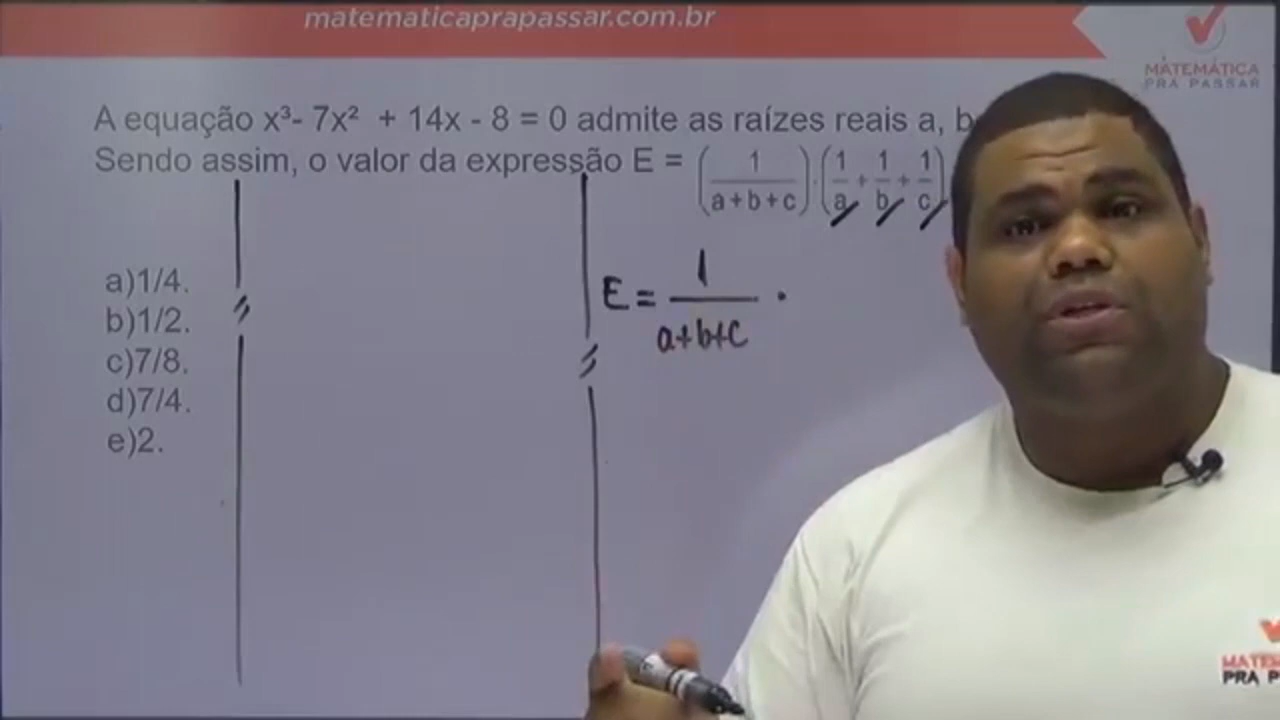 matematicaprapassar.com.br
MATEMÁTICA
PRA PASSAR
A equação x³- 7x² + 14x - 8 = 0 admite as raízes reais a, b
Sendo assim, o valor da expressão E = (1/(a+b+c)).(1/a + 1/b + 1/c)
a)1/4.
b)1/2.
c)7/8.
d)7/4.
e)2.
E = 1/(a+b+c) .
PRA P